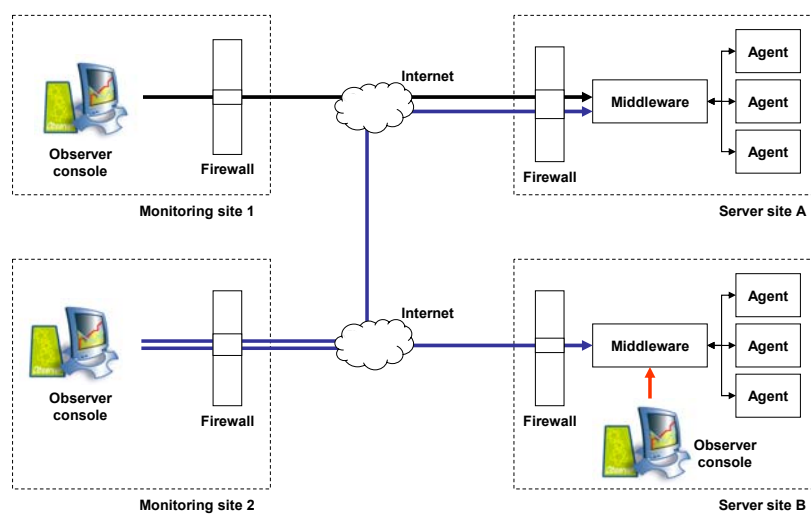 Internet
Agent
Middleware
Agent
Observer
console
Firewall
Agent
Firewall
Monitoring site 1
Server site A
Internet
Agent
Middleware
Agent
Observer
console
Firewall
Firewall
Agent
Observer
console
Monitoring site 2
Server site B